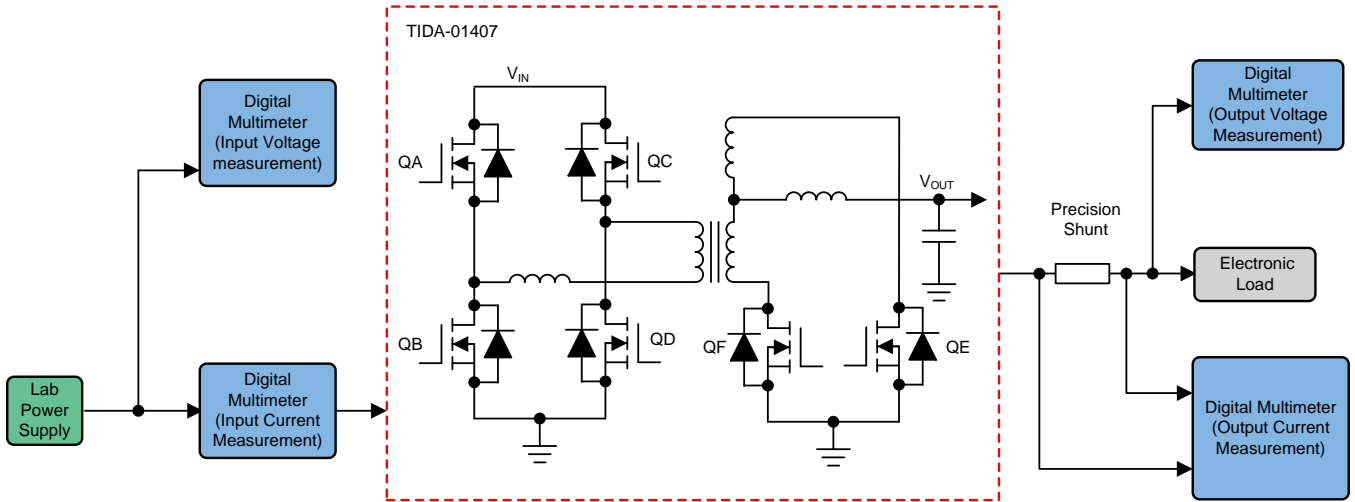 TIDA-01407
V_IN
QA
QC
QB
QD
QF
QE
V_OUT
Lab
Power
Supply
Digital
Multimeter
(Input Voltage
measurement)
Digital
Multimeter
(Input Current
Measurement)
Precision
Shunt
Digital
Multimeter
(Output Voltage
Measurement)
Electronic
Load
Digital Multimeter
(Output Current
Measurement)